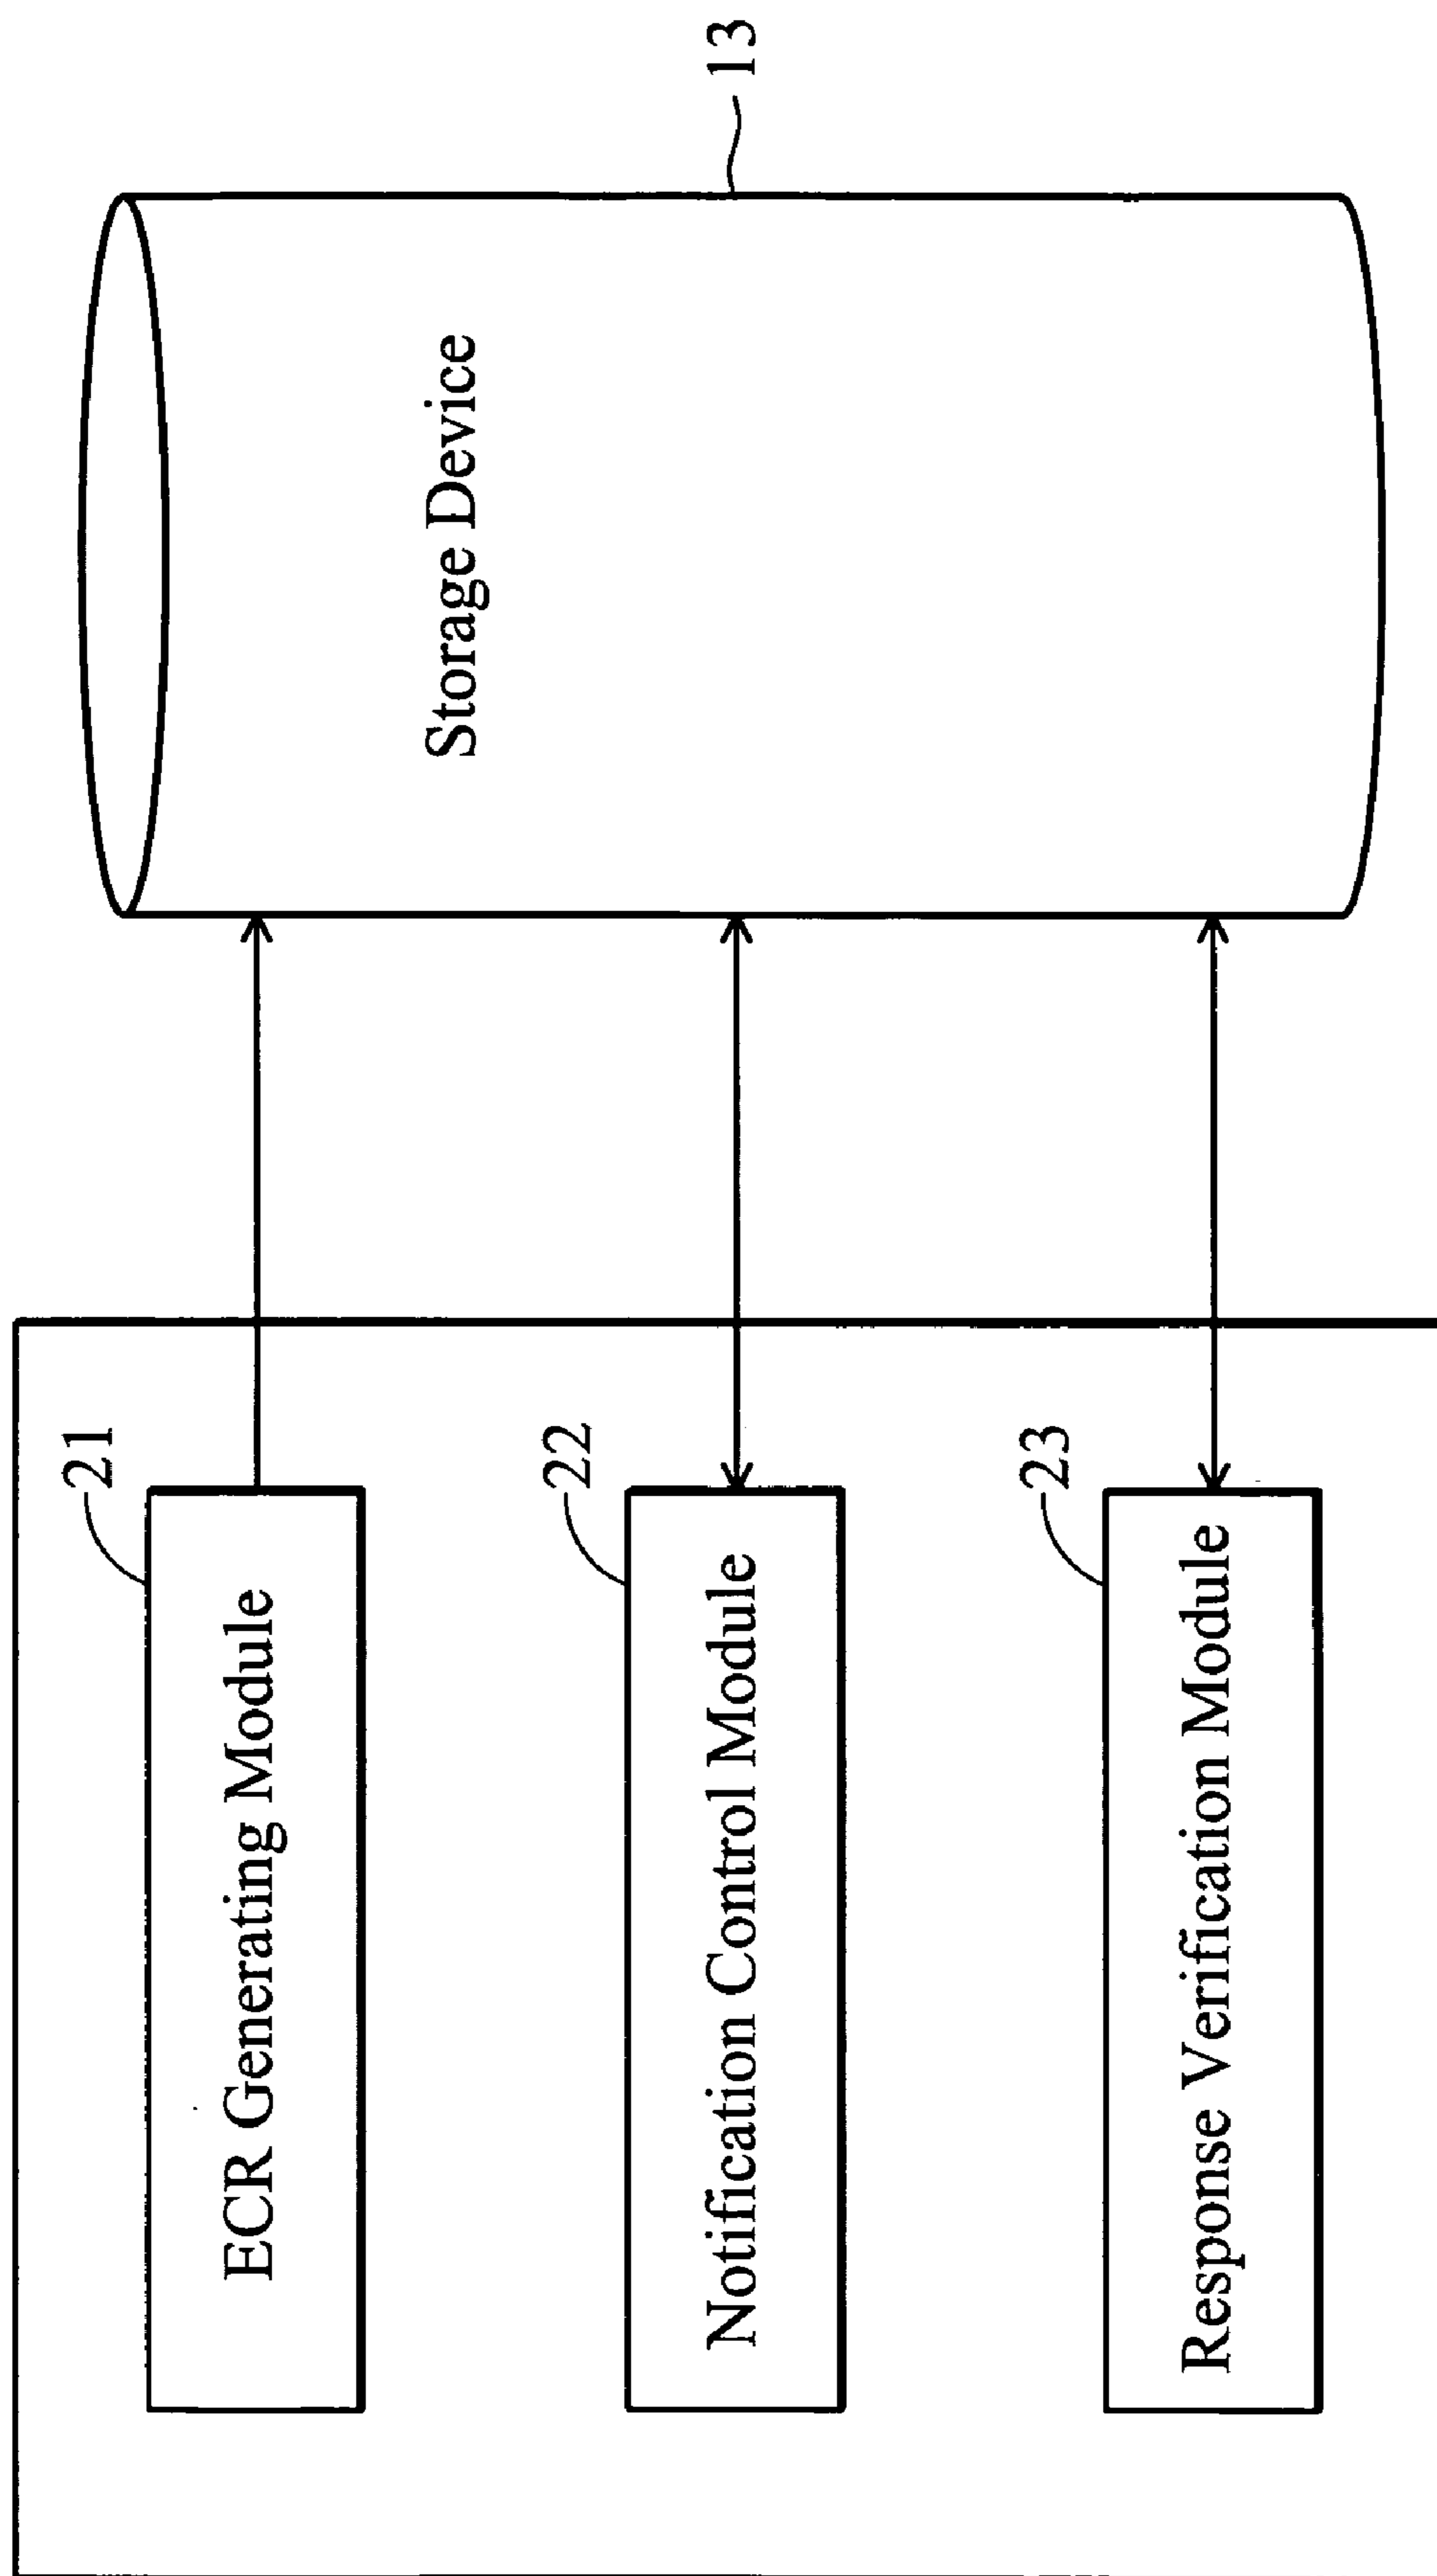 21
ECR Generating Module
22
Notification Control Module
23
Response Verification Module
Storage Device
13